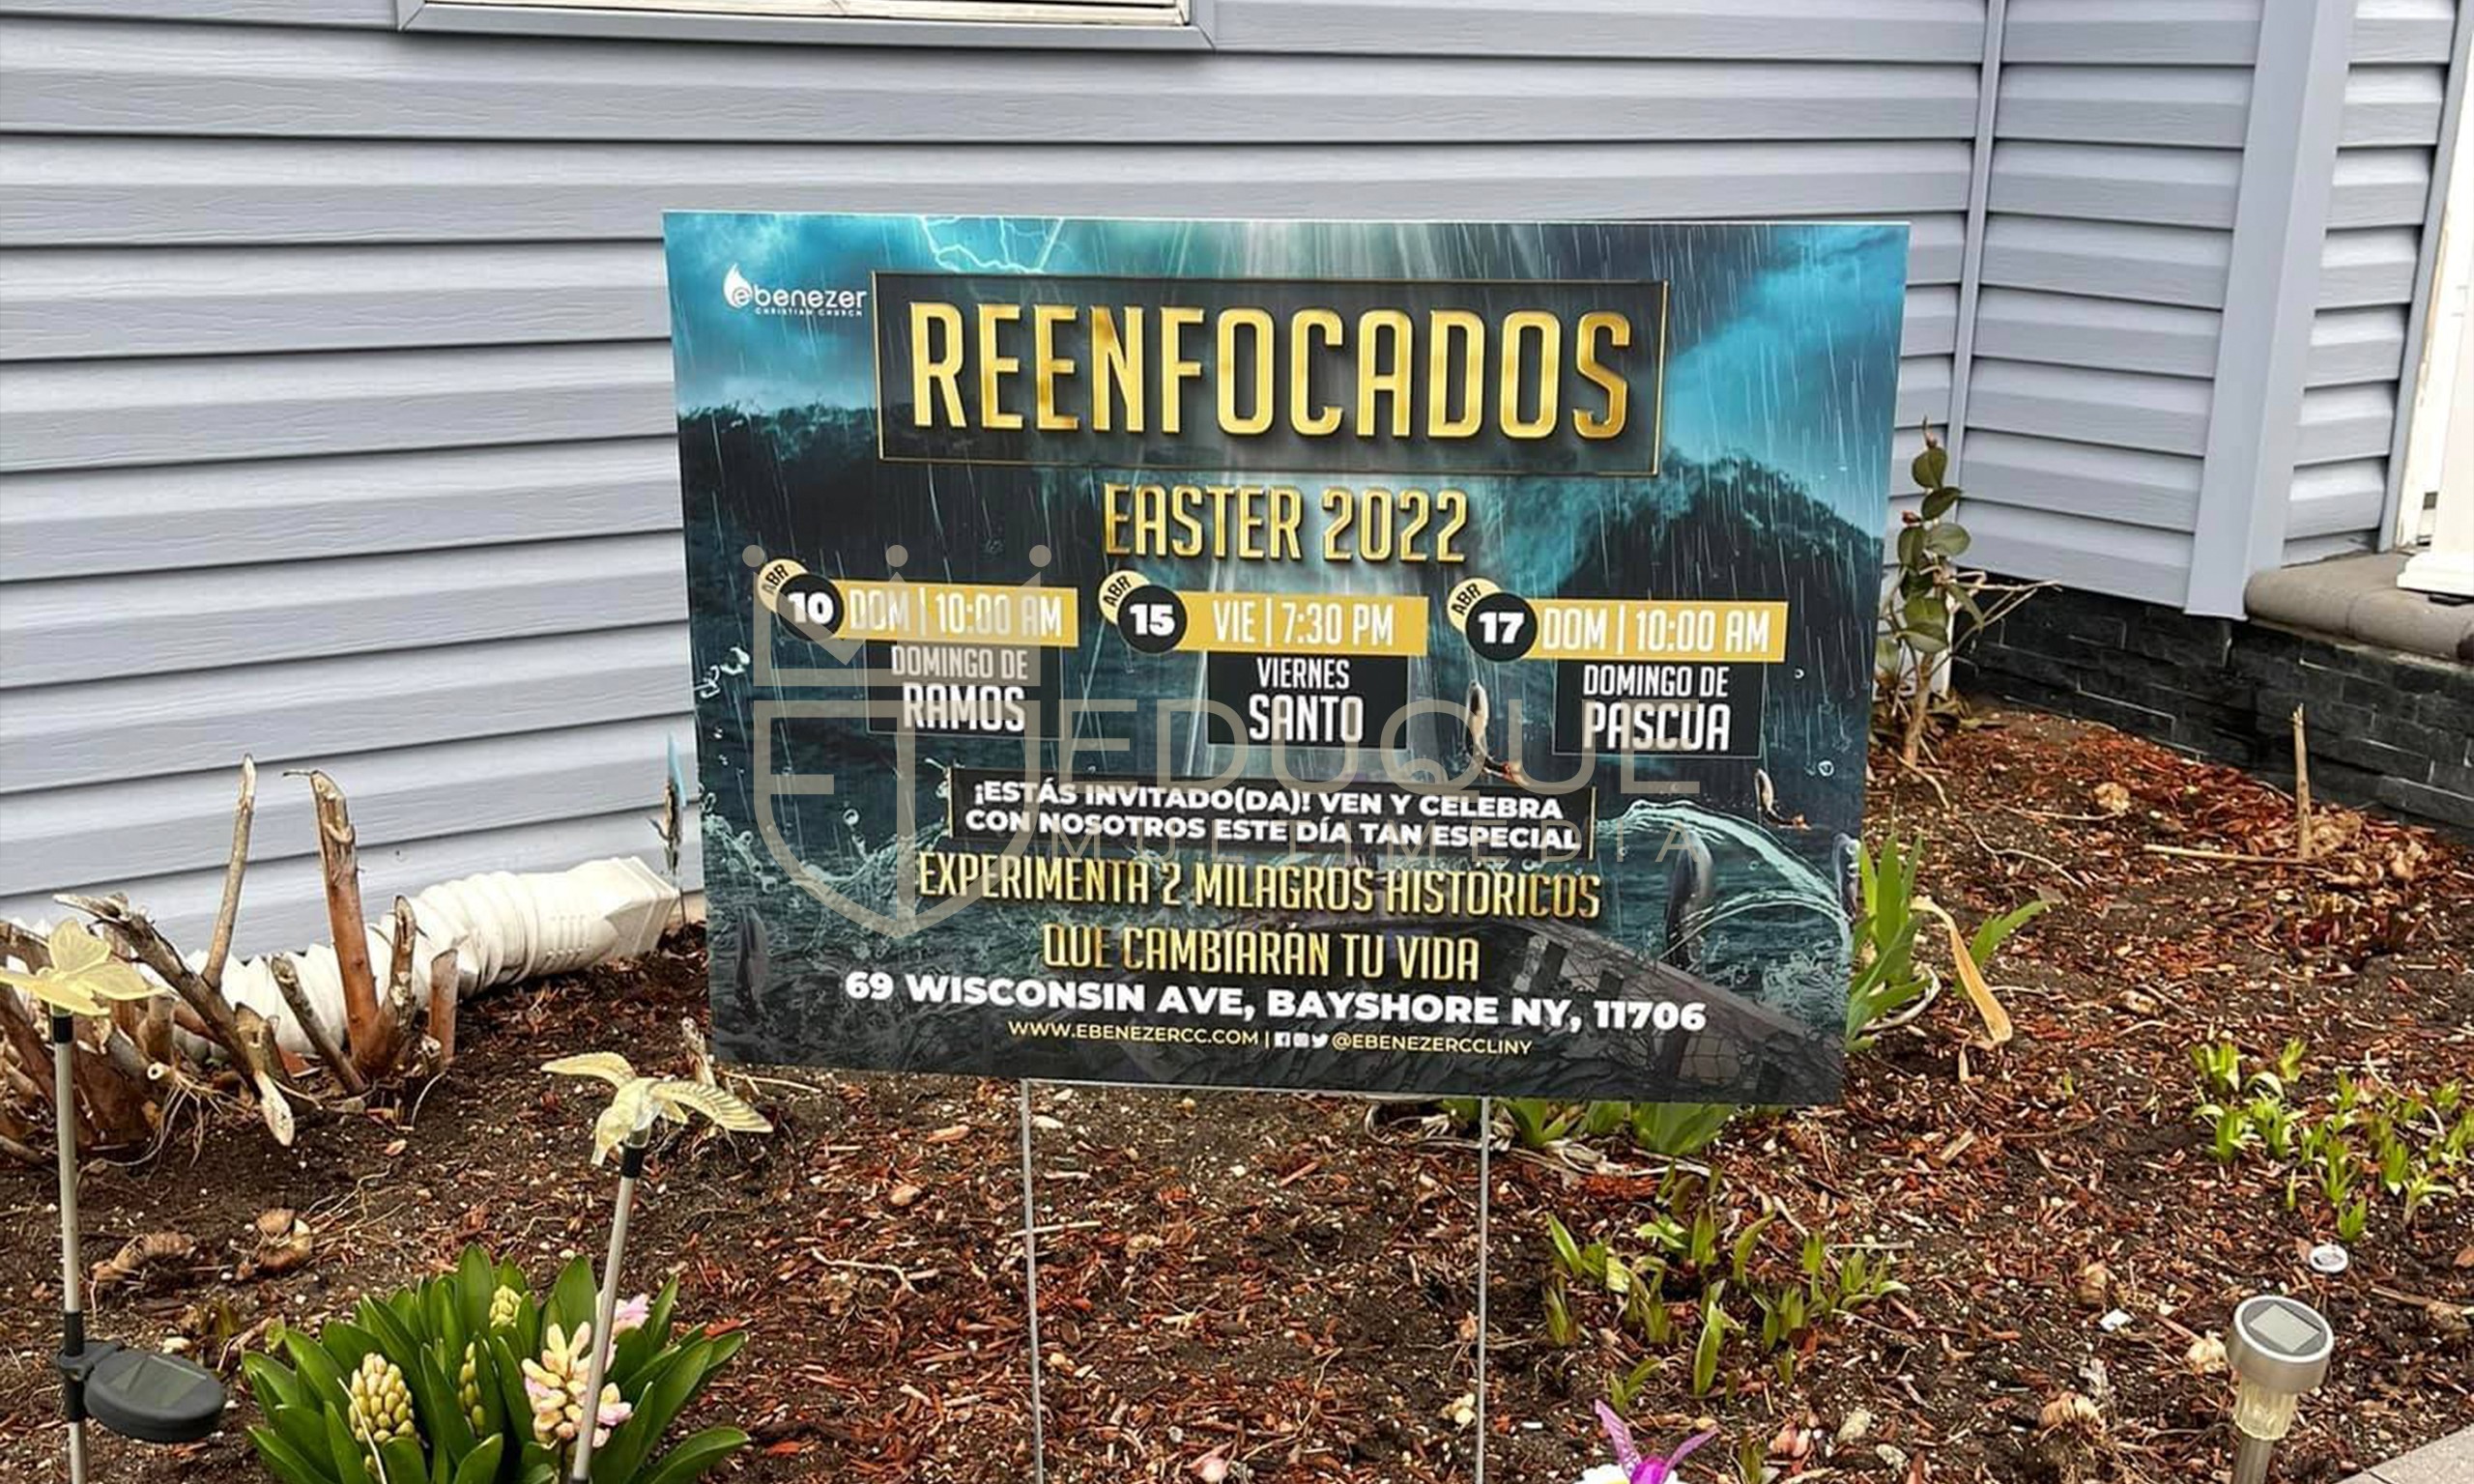 ebenezer
CHRISTIAN CHURCH
REENFOCADOS
EASTER 2022
ABR
10 DOM | 10:00 AM
DOMINGO DE
RAMOS
ABR
15 VIE | 7:30 PM
VIERNES
SANTO
ABR
17 DOM | 10:00 AM
DOMINGO DE
PASCUA
¡ESTÁS INVITADO(DA)! VEN Y CELEBRA
CON NOSOTROS ESTE DÍA TAN ESPECIAL
EXPERIMENTA 2 MILAGROS HISTÓRICOS
QUE CAMBIARÁN TU VIDA
69 WISCONSIN AVE, BAYSHORE NY, 11706
WWW.EBENEZERCC.COM | @EBENEZERCCLINY
EDUQUE
MULTIMEDIA